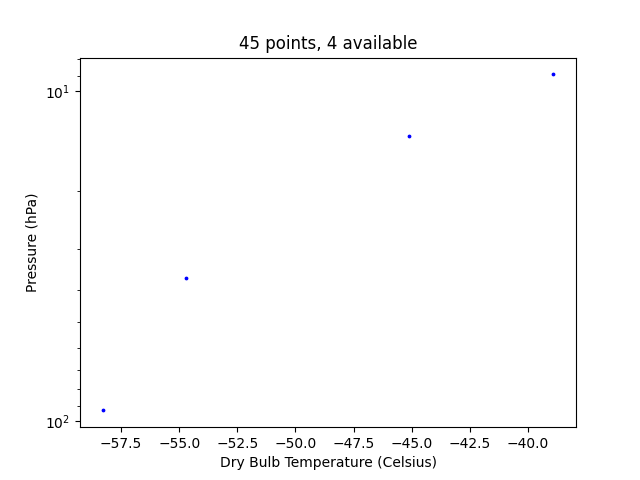 45 points, 4 available
Pressure (hPa)
10¹
10²
−57.5 −55.0 −52.5 −50.0 −47.5 −45.0 −42.5 −40.0
Dry Bulb Temperature (Celsius)